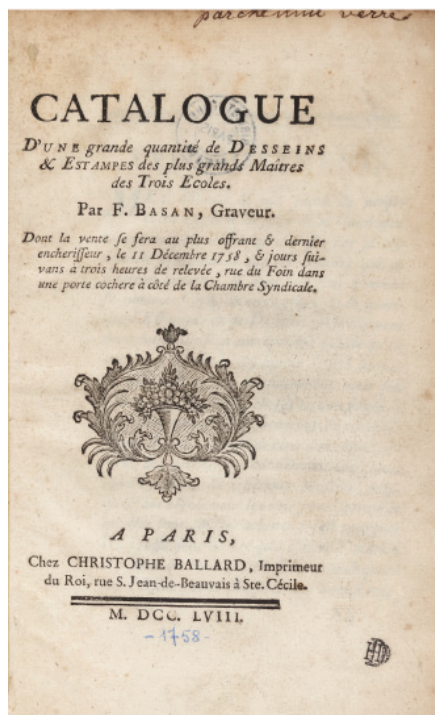 parchemin verre
CATALOGUE
D'UNE grande quantité de DESSEINS
& ESTAMPES des plus grands Maîtres
des Trois Ecoles.
Par F. BASAN, Graveur.
Dont la vente se fera au plus offrant & dernier
encherisseur, le 11 Décembre 1758, & jours sui-
vans à trois heures de relevée, rue du Foin dans
une porte cochere à côté de la Chambre Syndicale.
A PARIS,
Chez CHRISTOPHE BALLARD, Imprimeur
du Roi, rue S. Jean-de-Beauvais à Ste. Cécile.
M. DCC. LVIII.
-1758-